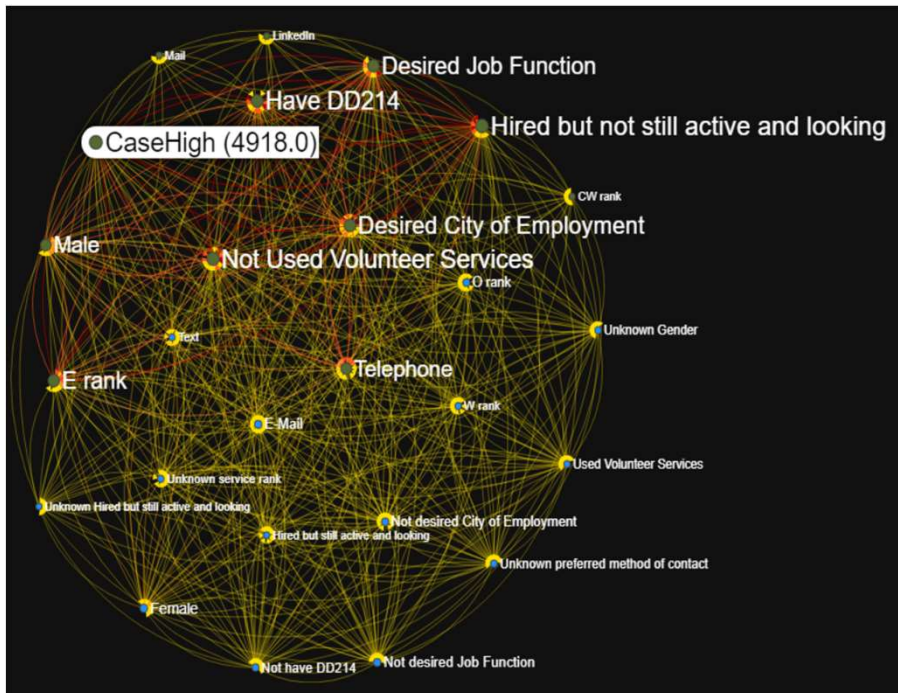 LinkedIn
Mail
Desired Job Function
Have DD214
Hired but not still active and looking
CaseHigh (4918.0)
CW rank
Desired City of Employment
Male
Not Used Volunteer Services
O rank
Unknown Gender
Text
Telephone
E rank
W rank
E-Mail
Used Volunteer Services
Unknown service rank
Unknown Hired but still active and looking
Not desired City of Employment
Hired but still active and looking
Unknown preferred method of contact
Female
Not desired Job Function
Not have DD214